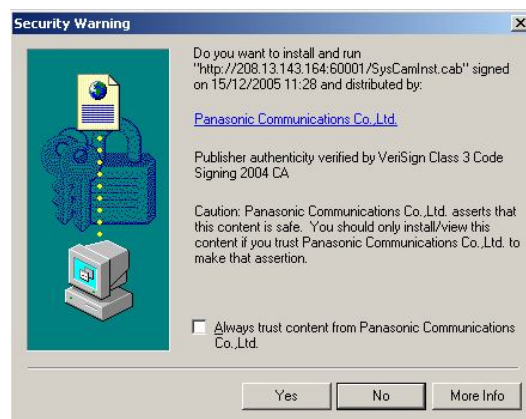 Security Warning
Do you want to install and run
"http://208.13.143.164:60001/SysCamInst.cab" signed
on 15/12/2005 11:28 and distributed by:
Panasonic Communications Co.,Ltd.
Publisher authenticity verified by VeriSign Class 3 Code
Signing 2004 CA
Caution: Panasonic Communications Co.,Ltd. asserts that
this content is safe. You should only install/view this
content if you trust Panasonic Communications Co.,Ltd. to
make that assertion.
Always trust content from Panasonic Communications
Co.,Ltd.
Yes No More Info